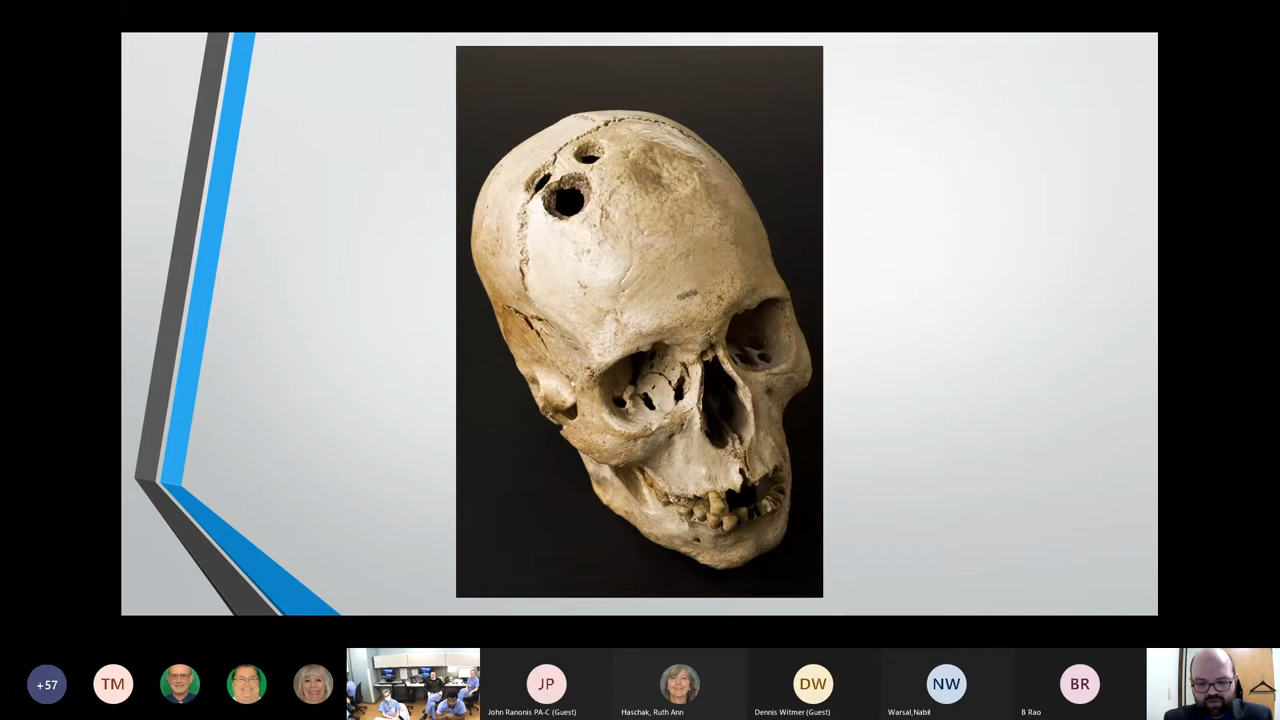 +57
TM
JP
DW
NW
BR
John Ranonis PA-C (Guest)
Haschak, Ruth Ann
Dennis Witmer (Guest)
Warsal,Nabil
B Rao